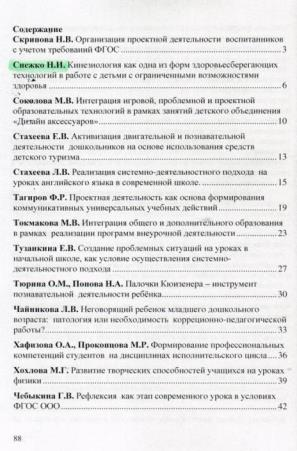 Содержание
Скрипова Н.В. Организация проектной деятельности воспитанников
с учетом требований ФГОС 3
Снежко Н.И. Кинезиология как одна из форм здоровьесберегающих
технологий в работе с детьми с ограниченными возможностями
здоровья 6
Соколова М.В. Интеграция игровой, проблемной и проектной
образовательных технологий в рамках занятий детского объединения
«Дизайн аксессуаров» 10
Стахеева Е.В. Активизация двигательной и познавательной
деятельности дошкольников на основе использования средств
детского туризма 13
Стахеева Л.В. Реализация системно-деятельностного подхода на
уроках английского языка в современной школе. 15
Тагиров Ф.Р. Проектная деятельность как основа формирования
коммуникативных универсальных учебных действий 19
Токмакова М.В. Интеграция общего и дополнительного образования
в рамках реализации программ внеурочной деятельности 23
Тузанкина Е.В. Создание проблемных ситуаций на уроках в
начальной школе, как условие осуществления системно-
деятельностного подхода 27
Тюрина О.М., Попова Н.А. Палочки Кюизенера – инструмент
познавательной деятельности ребёнка 30
Чайникова Л.В. Неговорящий ребенок младшего дошкольного
возраста: патология или необходимость коррекционно-педагогической
работы? 33
Хафизова О.А., Прокопцова М.Р. Формирование профессиональных
компетенций студентов на дисциплинах исполнительского цикла 36
Хохлова М.Г. Развитие творческих способностей учащихся на уроках
физики 39
Чебыкина Г.В. Рефлексия как этап современного урока в условиях
ФГОС ООО 42
88